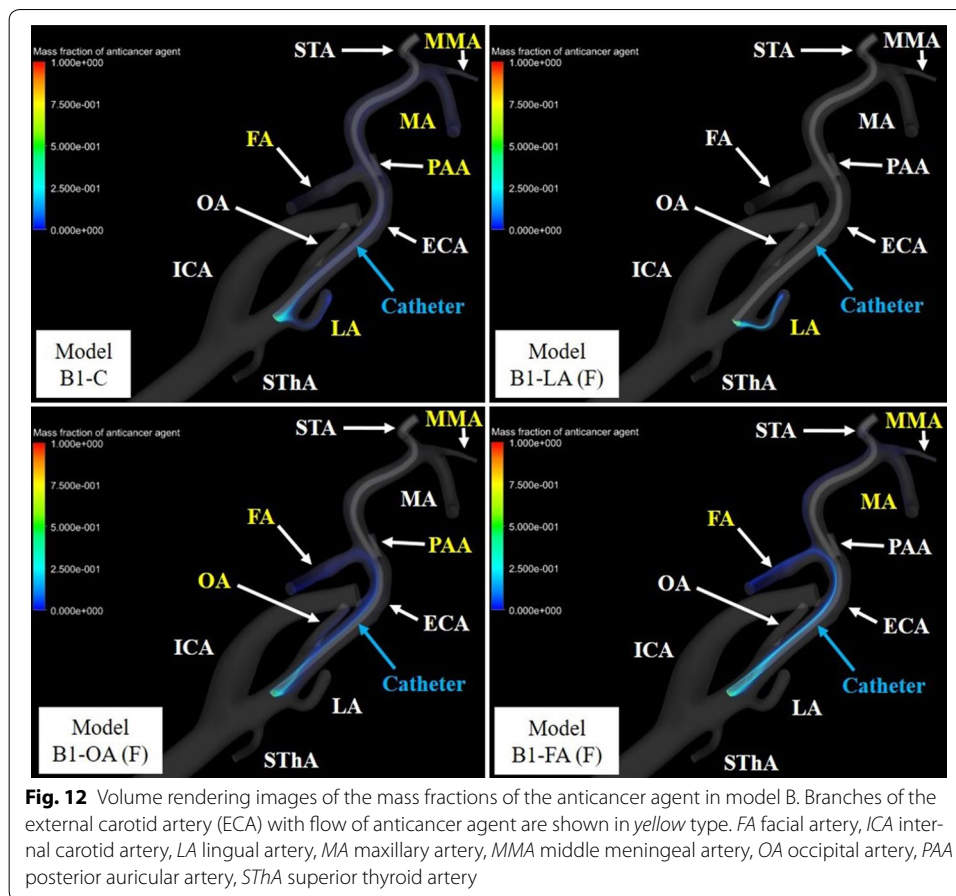 Mass fraction of anticancer agent
1.000e+000
7.500e-001
5.000e-001
2.500e-001
0.000e+000
STA
MMA
MA
FA
PAA
OA
ECA
ICA
Catheter
LA
SThA
Model
B1-C
Mass fraction of anticancer agent
1.000e+000
7.500e-001
5.000e-001
2.500e-001
0.000e+000
STA
MMA
MA
FA
PAA
OA
ECA
ICA
Catheter
LA
SThA
Model
B1-LA (F)
Mass fraction of anticancer agent
1.000e+000
7.500e-001
5.000e-001
2.500e-001
0.000e+000
STA
MMA
MA
FA
PAA
OA
ECA
ICA
Catheter
LA
SThA
Model
B1-OA (F)
Mass fraction of anticancer agent
1.000e+000
7.500e-001
5.000e-001
2.500e-001
0.000e+000
STA
MMA
MA
FA
PAA
OA
ECA
ICA
Catheter
LA
SThA
Model
B1-FA (F)
Fig. 12 Volume rendering images of the mass fractions of the anticancer agent in model B. Branches of the
external carotid artery (ECA) with flow of anticancer agent are shown in yellow type. FA facial artery, ICA inter-
nal carotid artery, LA lingual artery, MA maxillary artery, MMA middle meningeal artery, OA occipital artery, PAA
posterior auricular artery, SThA superior thyroid artery